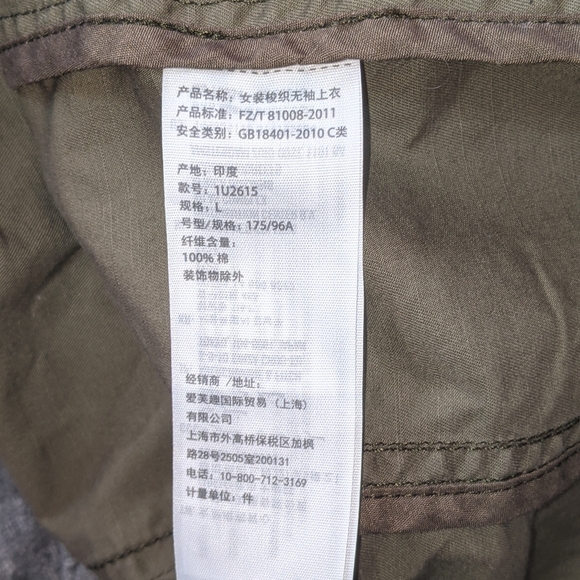 产品名称：女装梭织无袖上衣
产品标准：FZ/T 81008-2011
安全类别：GB18401-2010 C类
产地：印度
款号：1U2615
规格：L
号型/规格：175/96A
纤维含量：
100% 棉
装饰物除外
经销商 /地址：
爱芙趣国际贸易（上海）
有限公司
上海市外高桥保税区加枫
路28号2505室200131
电话：10-800-712-3169
计量单位：件